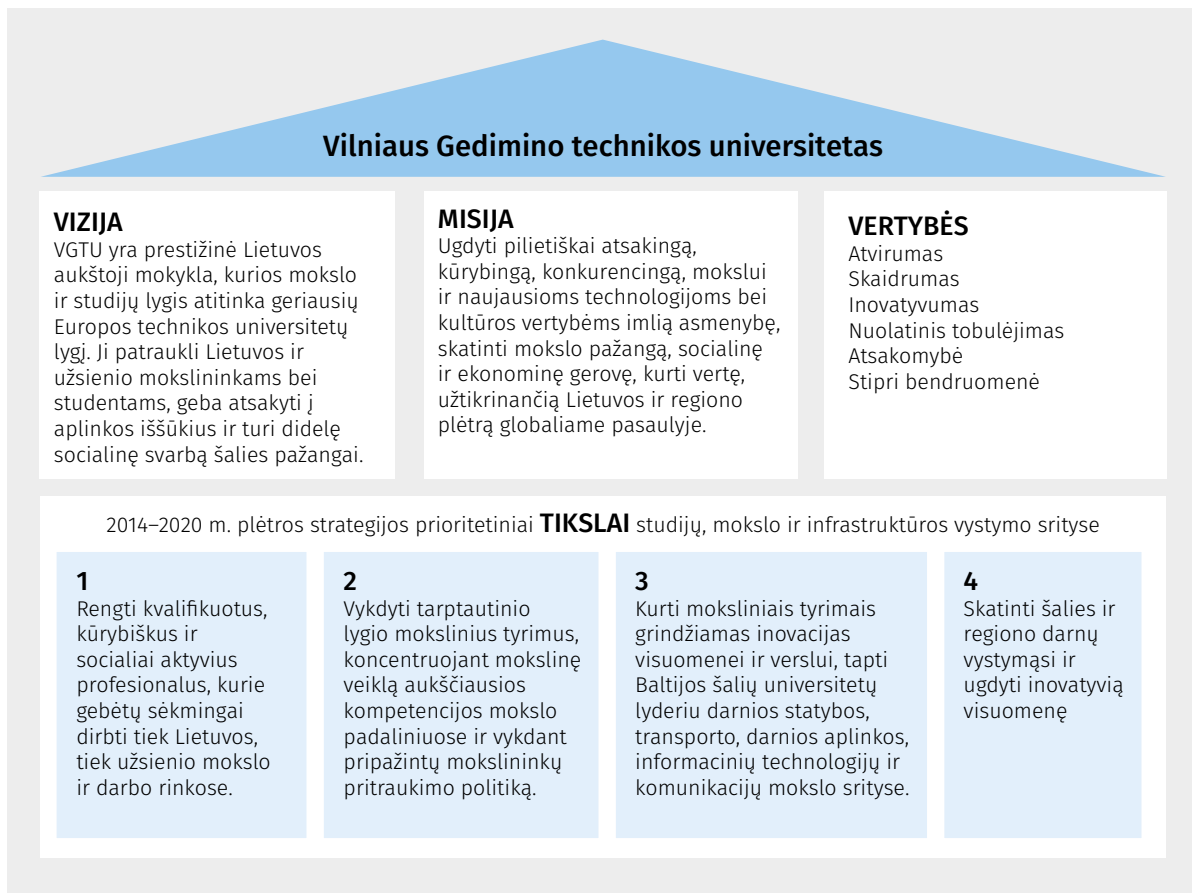 Vilniaus Gedimino technikos universitetas
VIZIJA
VGTU yra prestižinė Lietuvos
aukštoji mokykla, kurios mokslo
ir studijų lygis atitinka geriausių
Europos technikos universitetų
lygį. Ji patraukli Lietuvos ir
užsienio mokslininkams bei
studentams, geba atsakyti į
aplinkos iššūkius ir turi didelę
socialinę svarbą šalies pažangai.
MISIJA
Ugdyti pilietiškai atsakingą,
kūrybingą, konkurencingą, mokslui
ir naujausioms technologijoms bei
kultūros vertybėms imlią asmenybę,
skatinti mokslo pažangą, socialinę
ir ekonominę gerovę, kurti vertę,
užtikrinančią Lietuvos ir regiono
plėtrą globaliame pasaulyje.
VERTYBĖS
Atvirumas
Skaidrumas
Inovatyvumas
Nuolatinis tobulėjimas
Atsakomybė
Stipri bendruomenė
2014–2020 m. plėtros strategijos prioritetiniai TIKSLAI studijų, mokslo ir infrastruktūros vystymo srityse
1
Rengti kvalifikuotus,
kūrybiškus ir
socialiai aktyvius
profesionalus, kurie
gebėtų sėkmingai
dirbti tiek Lietuvos,
tiek užsienio mokslo
ir darbo rinkose.
2
Vykdyti tarptautinio
lygio mokslinius tyrimus,
koncentruojant mokslinę
veiklą aukščiausios
kompetencijos mokslo
padaliniuose ir vykdant
pripažintų mokslininkų
pritraukimo politiką.
3
Kurti moksliniais tyrimais
grindžiamas inovacijas
visuomenei ir verslui, tapti
Baltijos šalių universitetų
lyderiu darnios statybos,
transporto, darnios aplinkos,
informacinių technologijų ir
komunikacijų mokslo srityse.
4
Skatinti šalies ir
regiono darnų
vystymąsi ir
ugdyti inovatyvią
visuomenę